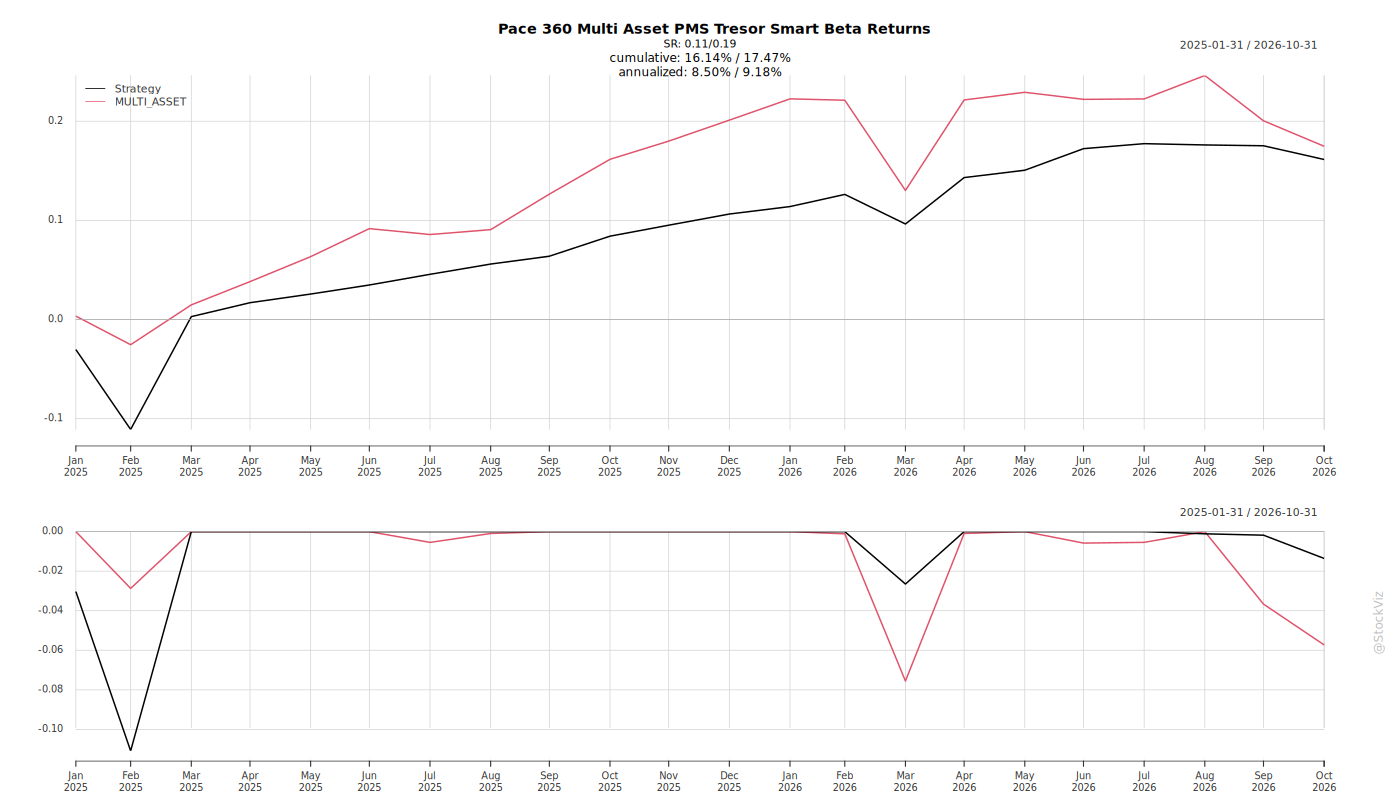 Pace 360 Multi Asset PMS Tresor Smart Beta Returns
SR: 0.11/0.19
cumulative: 16.14% / 17.47%
annualized: 8.50% / 9.18%
2025-01-31 / 2026-10-31
Strategy
MULTI_ASSET
0.2
0.1
0.0
-0.1
Jan Feb Mar Apr May Jun Jul Aug Sep Oct Nov Dec Jan Feb Mar Apr May Jun Jul Aug Sep Oct
2025 2025 2025 2025 2025 2025 2025 2025 2025 2025 2025 2025 2026 2026 2026 2026 2026 2026 2026 2026 2026 2026
2025-01-31 / 2026-10-31
0.00
-0.02
-0.04
-0.06
-0.08
-0.10
Jan Feb Mar Apr May Jun Jul Aug Sep Oct Nov Dec Jan Feb Mar Apr May Jun Jul Aug Sep Oct
2025 2025 2025 2025 2025 2025 2025 2025 2025 2025 2025 2025 2026 2026 2026 2026 2026 2026 2026 2026 2026 2026
@StockViz